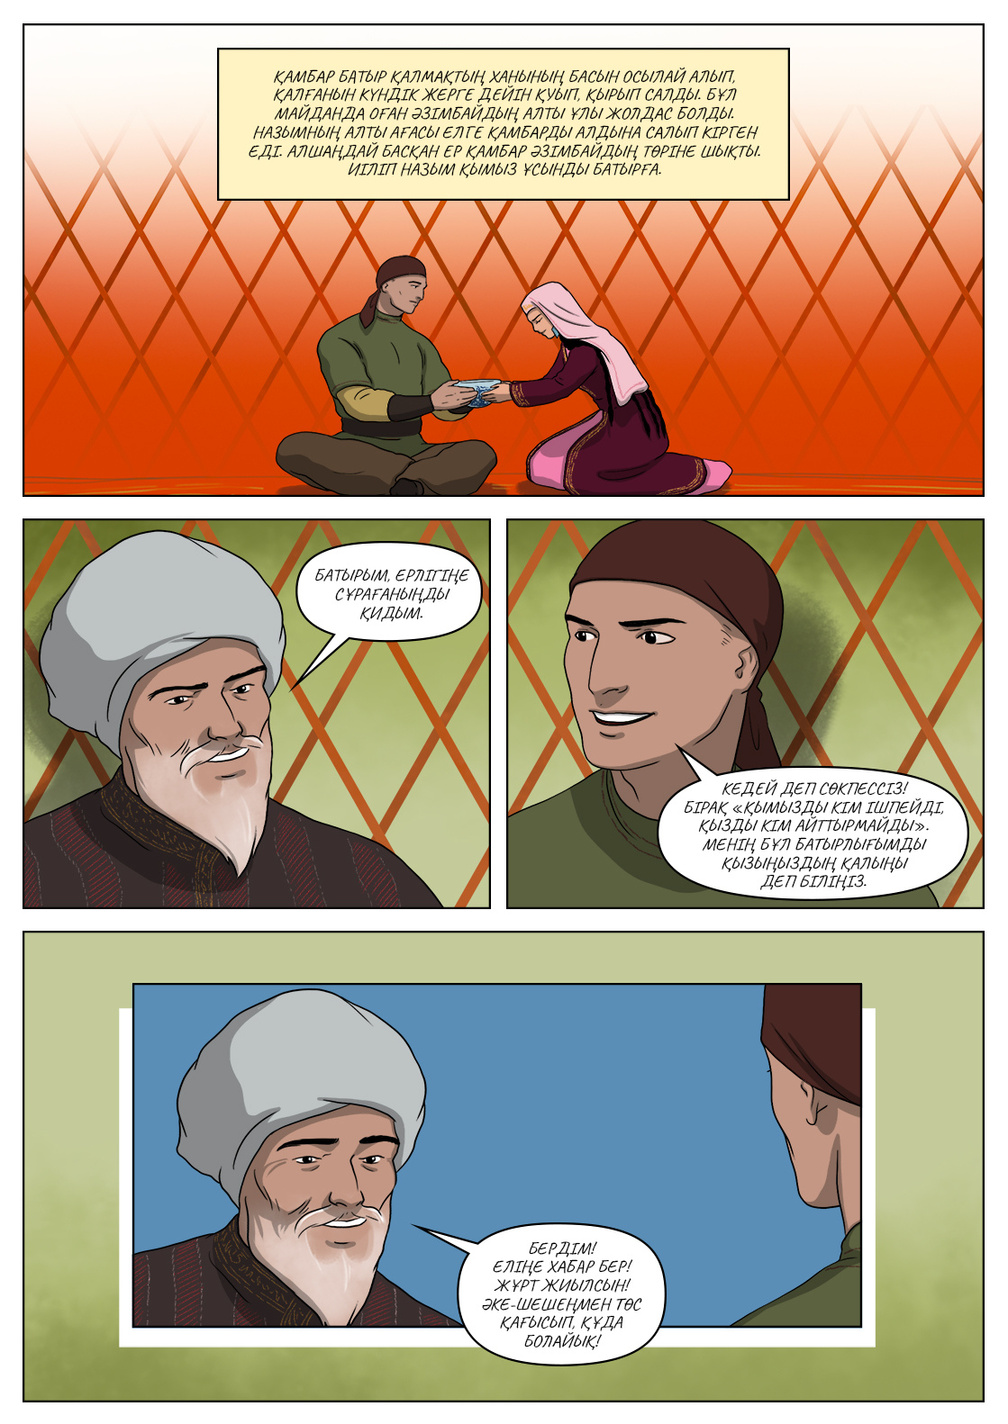 ҚАМБАР БАТЫР ҚАЛМАҚТЫҢ ХАНЫНЫҢ БАСЫН ОСЫЛАЙ АЛЫП,
ҚАЛҒАНЫН КҮНДІК ЖЕРГЕ ДЕЙІН ҚУЫП, ҚЫРЫП САЛДЫ. БҰЛ
МАЙДАНДА ОҒАН ӘЗІМБАЙДЫҢ АЛТЫ ҰЛЫ ЖОЛДАС БОЛДЫ.
НАЗЫМНЫҢ АЛТЫ АҒАСЫ ЕЛГЕ ҚАМБАРДЫ АЛДЫНА САЛЫП КІРГЕН
ЕДІ. АЛШАҢДАЙ БАСҚАН ЕР ҚАМБАР ӘЗІМБАЙДЫҢ ТӨРІНЕ ШЫҚТЫ.
ИІЛІП НАЗЫМ ҚЫМЫЗ ҰСЫНДЫ БАТЫРҒА.
БАТЫРЫМ, ЕРЛІГІҢЕ
СҰРАҒАНЫҢДЫ
ҚИДЫМ.
КЕДЕЙ ДЕП СӨКПЕССІЗ!
БІРАҚ «ҚЫМЫЗДЫ КІМ ІШПЕЙДІ,
ҚЫЗДЫ КІМ АЙТТЫРМАЙДЫ».
МЕНІҢ БҰЛ БАТЫРЛЫҒЫМДЫ
ҚЫЗЫҢЫЗДЫҢ ҚАЛЫҢЫ
ДЕП БІЛІҢІЗ.
БЕРДІМ!
ЕЛІҢЕ ХАБАР БЕР!
ЖҰРТ ЖИЫЛСЫН!
ӘКЕ-ШЕШЕҢМЕН ТӨС
ҚАҒЫСЫП, ҚҰДА
БОЛАЙЫҚ!